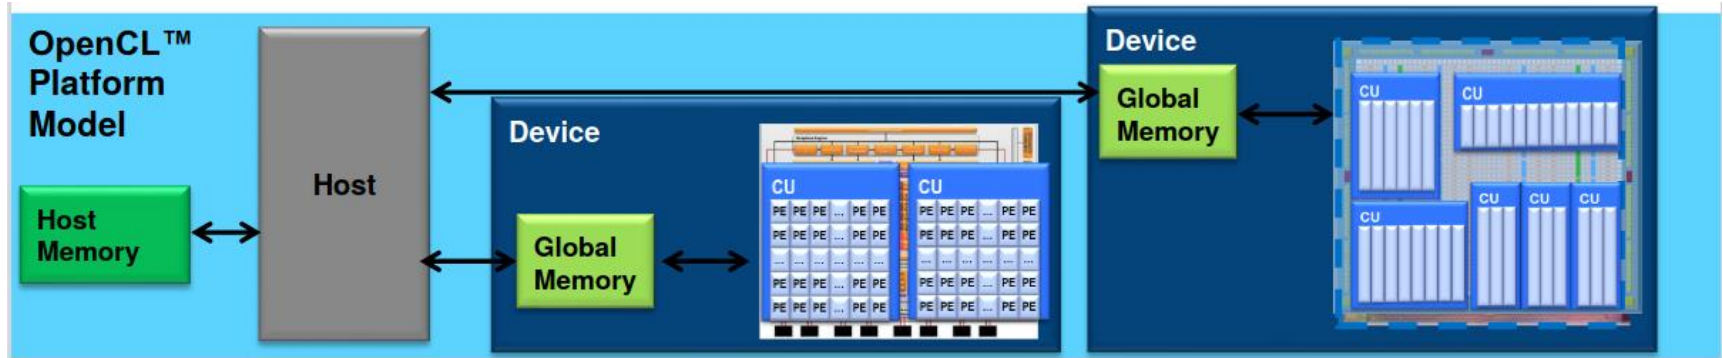 OpenCL™
Platform
Model
Host
Memory
Host
Device
Global
Memory
CU
PE PE PE ... PE PE
PE PE PE ... PE PE
... ... ... ... ... ...
PE PE PE ... PE PE
PE PE PE ... PE PE
CU
PE PE PE ... PE PE
PE PE PE ... PE PE
... ... ... ... ... ...
PE PE PE ... PE PE
PE PE PE ... PE PE
Device
Global
Memory
CU
CU
CU
CU
CU
CU